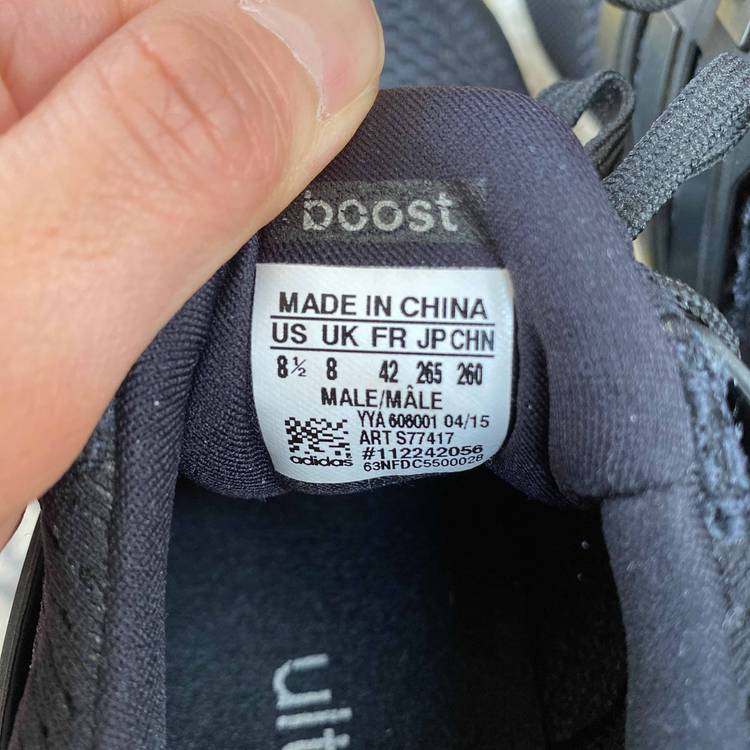 boost
MADE IN CHINA
US UK FR JP CHN
8½ 8 42 265 260
MALE/MÂLE
YYA 606001 04/15
ART S77417
#112242056
adidas 63NFDC5500028
ult